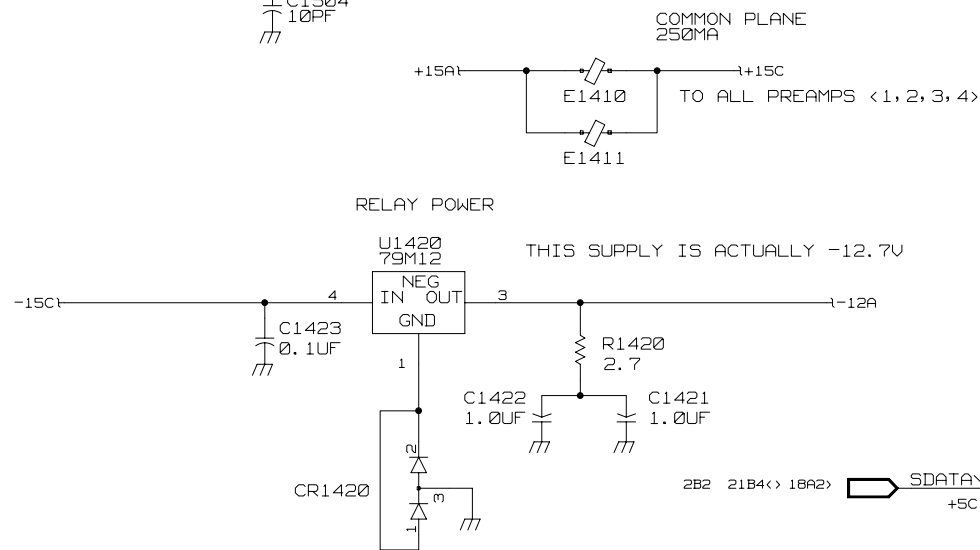 C1504
10PF
COMMON PLANE
250MA
+15A
+15C
E1410
TO ALL PREAMPS <1,2,3,4>
E1411
RELAY POWER
U1420
79M12
THIS SUPPLY IS ACTUALLY -12.7V
NEG
-15C
4
IN OUT
3
-12A
GND
C1423
0.1UF
R1420
2.7
1
C1422
1.0UF
C1421
1.0UF
2
CR1420
3
1
2B2 21B4<> 18A2>
SDATA
+5C